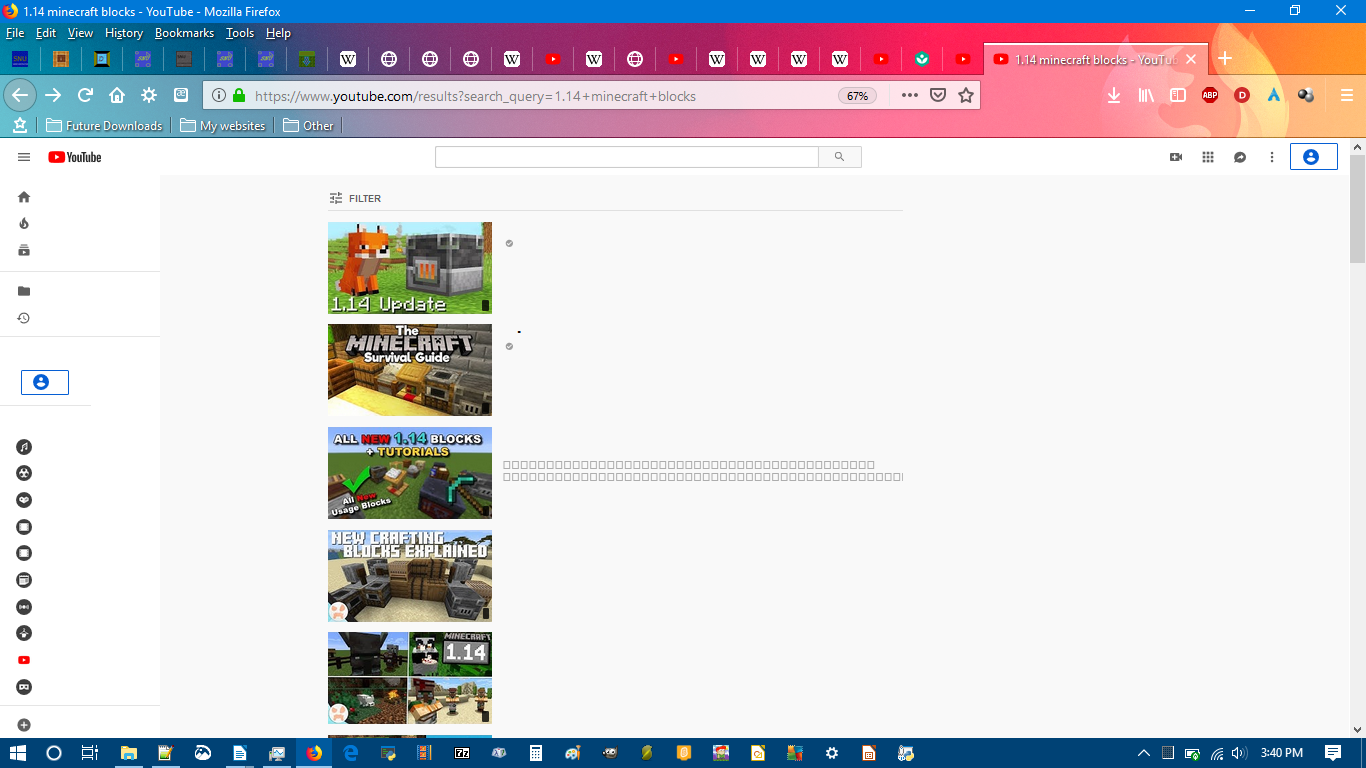 1.14 minecraft blocks - YouTube - Mozilla Firefox
File Edit View History Bookmarks Tools Help
1.14 minecraft blocks - YouTub
https://www.youtube.com/results?search_query=1.14+minecraft+blocks 67%
ABP D
Future Downloads My websites Other
YouTube
FILTER
1.14 Update
The
MINECRAFT
Survival Guide
ALL NEW 1.14 BLOCKS
+ TUTORIALS
All New
Usage Blocks
NEW CRAFTING
BLOCKS EXPLAINED
MINECRAFT
1.14
3:40 PM